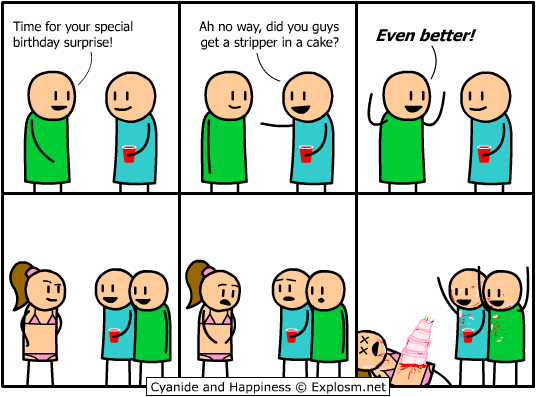 Time for your special
birthday surprise!
Ah no way, did you guys
get a stripper in a cake?
Even better!
Cyanide and Happiness © Explosm.net